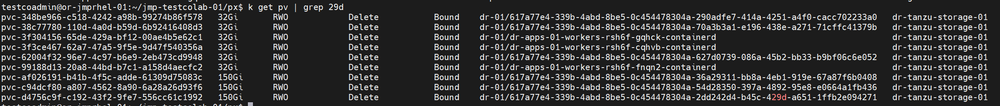 testcoadmin@or-jmprhel-01:~/jmp-testcolab-01/px$ k get pv | grep 29d
pvc-348be966-c518-4242-a98b-99274b86f578 32Gi RWO Delete Bound dr-01/617a77e4-339b-4abd-8be5-0c454478304a-290adfe7-414a-4251-a4f0-cacc702233a0 dr-tanzu-storage-01
pvc-38c77780-110d-4a0d-b59d-6b92416408d3 32Gi RWO Delete Bound dr-01/617a77e4-339b-4abd-8be5-0c454478304a-70a3b3a1-e196-438e-a271-71cffc41379b dr-tanzu-storage-01
pvc-3f304156-65de-429a-bf12-00ae4b5e62c1 32Gi RWO Delete Bound dr-01/dr-apps-01-workers-rsh6f-gqhck-containerd dr-tanzu-storage-01
pvc-3f3ce467-62a7-47a5-9f5e-9d47f540356a 32Gi RWO Delete Bound dr-01/dr-apps-01-workers-rsh6f-cqhvb-containerd dr-tanzu-storage-01
pvc-62004f32-96e7-4c97-b6e9-2eb473cd9948 32Gi RWO Delete Bound dr-01/617a77e4-339b-4abd-8be5-0c454478304a-627d0739-086a-45b2-bb33-b9bf06c6e052 dr-tanzu-storage-01
pvc-99188d13-20a8-44bd-b7c1-a158d4aecfc2 32Gi RWO Delete Bound dr-01/dr-apps-01-workers-rsh6f-fnqn2-containerd dr-tanzu-storage-01
pvc-af026191-b41b-4f5c-adde-61309d75083c 150Gi RWO Delete Bound dr-01/617a77e4-339b-4abd-8be5-0c454478304a-36a29311-bb8a-4eb1-919e-67a87f6b0408 dr-tanzu-storage-01
pvc-c94dcf80-a807-4562-8a90-6a28a26d93f6 150Gi RWO Delete Bound dr-01/617a77e4-339b-4abd-8be5-0c454478304a-54d28350-397a-4892-95e8-e0664a1fb436 dr-tanzu-storage-01
pvc-d4756c9f-c192-43f2-9fe7-556cc61c1992 150Gi RWO Delete Bound dr-01/617a77e4-339b-4abd-8be5-0c454478304a-2dd242d4-b45c-429d-a651-1ffb2e094271 dr-tanzu-storage-01
testcoadmin@or-jmprhel-01:~/jmp-testcolab-01/px$